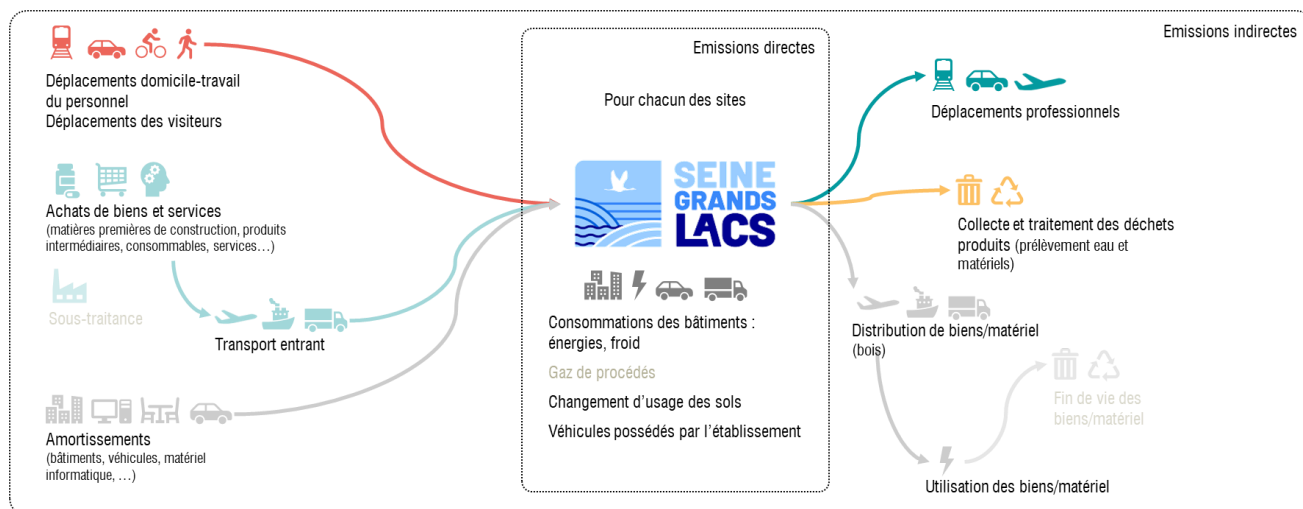 Emissions indirectes
Emissions directes
Pour chacun des sites
Déplacements domicile-travail
du personnel
Déplacements des visiteurs
Achats de biens et services
(matières premières de construction, produits
intermédiaires, consommables, services…)
Sous-traitance
Transport entrant
Amortissements
(bâtiments, véhicules, matériel
informatique, …)
SEINE
GRANDS
LACS
Consommations des bâtiments :
énergies, froid
Gaz de procédés
Changement d’usage des sols
Véhicules possédés par l’établissement
Déplacements professionnels
Collecte et traitement des déchets
produits (prélèvement eau et
matériels)
Distribution de biens/matériel
(bois)
Fin de vie des
biens/matériel
Utilisation des biens/matériel